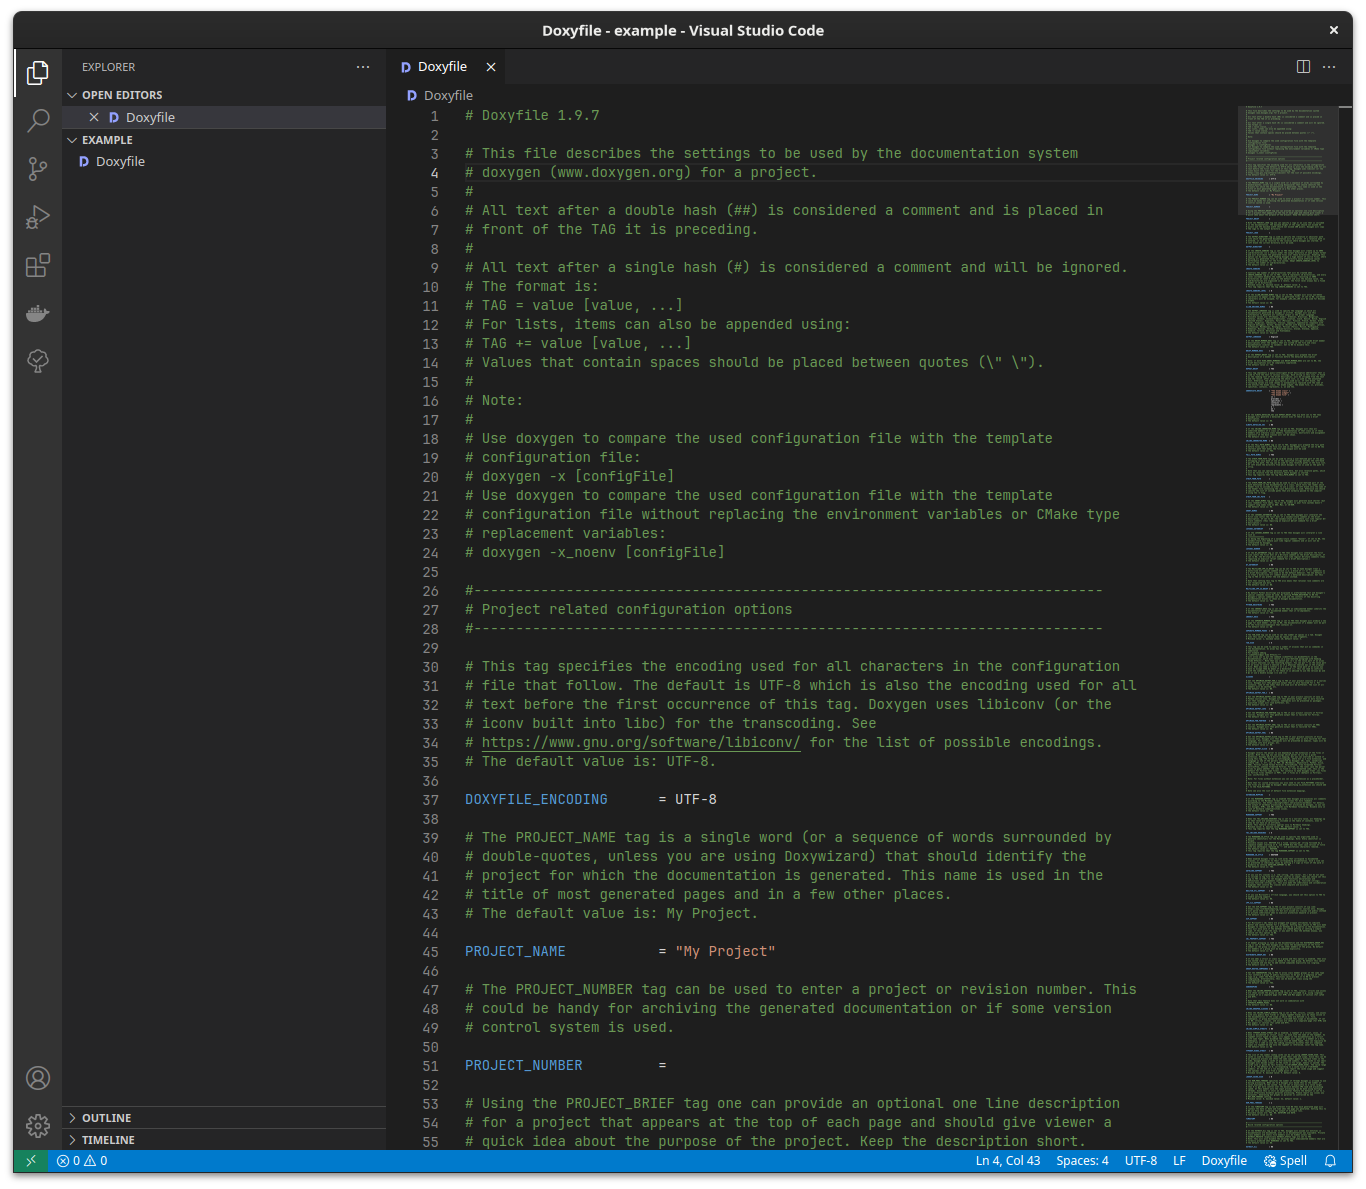 Doxyfile - example - Visual Studio Code
EXPLORER
OPEN EDITORS
Doxyfile
EXAMPLE
Doxyfile
OUTLINE
TIMELINE
Doxyfile
Doxyfile
1 # Doxyfile 1.9.7
2
3 # This file describes the settings to be used by the documentation system
4 # doxygen (www.doxygen.org) for a project.
5 #
6 # All text after a double hash (##) is considered a comment and is placed in
7 # front of the TAG it is preceding.
8 #
9 # All text after a single hash (#) is considered a comment and will be ignored.
10 # The format is:
11 # TAG = value [value, ...]
12 # For lists, items can also be appended using:
13 # TAG += value [value, ...]
14 # Values that contain spaces should be placed between quotes (\" \").
15 #
16 # Note:
17 #
18 # Use doxygen to compare the used configuration file with the template
19 # configuration file:
20 # doxygen -x [configFile]
21 # Use doxygen to compare the used configuration file with the template
22 # configuration file without replacing the environment variables or CMake type
23 # replacement variables:
24 # doxygen -x_noenv [configFile]
25
26 #---------------------------------------------------------------------------
27 # Project related configuration options
28 #---------------------------------------------------------------------------
29
30 # This tag specifies the encoding used for all characters in the configuration
31 # file that follow. The default is UTF-8 which is also the encoding used for all
32 # text before the first occurrence of this tag. Doxygen uses libiconv (or the
33 # iconv built into libc) for the transcoding. See
34 # https://www.gnu.org/software/libiconv/ for the list of possible encodings.
35 # The default value is: UTF-8.
36
37 DOXYFILE_ENCODING      = UTF-8
38
39 # The PROJECT_NAME tag is a single word (or a sequence of words surrounded by
40 # double-quotes, unless you are using Doxywizard) that should identify the
41 # project for which the documentation is generated. This name is used in the
42 # title of most generated pages and in a few other places.
43 # The default value is: My Project.
44
45 PROJECT_NAME           = "My Project"
46
47 # The PROJECT_NUMBER tag can be used to enter a project or revision number. This
48 # could be handy for archiving the generated documentation or if some version
49 # control system is used.
50
51 PROJECT_NUMBER         =
52
53 # Using the PROJECT_BRIEF tag one can provide an optional one line description
54 # for a project that appears at the top of each page and should give viewer a
55 # quick idea about the purpose of the project. Keep the description short.
0 0 Ln 4, Col 43 Spaces: 4 UTF-8 LF Doxyfile Spell